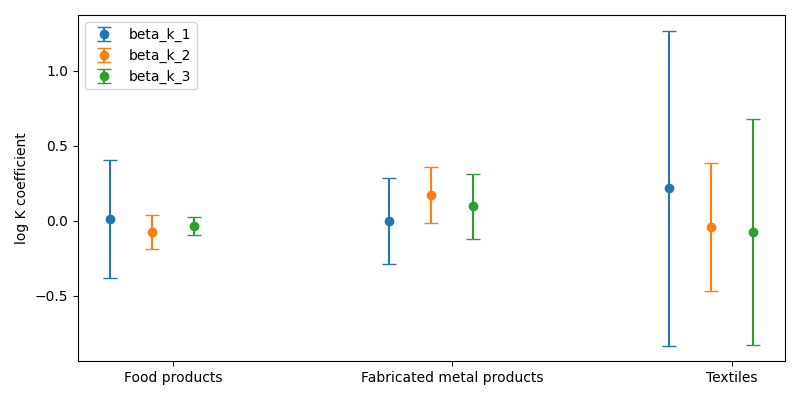 beta_k_1
beta_k_2
beta_k_3
log K coefficient
1.0
0.5
0.0
−0.5
Food products
Fabricated metal products
Textiles